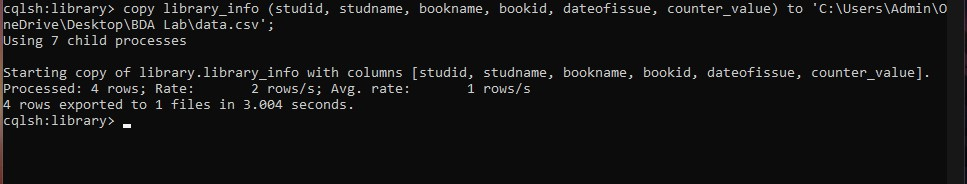 cqlsh:library> copy library_info (studid, studname, bookname, bookid, dateofissue, counter_value) to 'C:\Users\Admin\O
neDrive\Desktop\BDA Lab\data.csv';
Using 7 child processes
Starting copy of library.library_info with columns [studid, studname, bookname, bookid, dateofissue, counter_value].
Processed: 4 rows; Rate:       2 rows/s; Avg. rate:       1 rows/s
4 rows exported to 1 files in 3.004 seconds.
cqlsh:library>